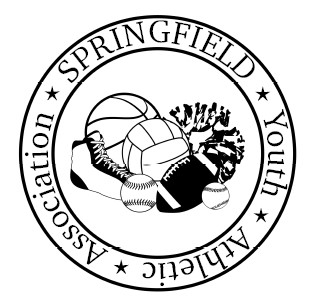 SPRINGFIELD ★ Youth ★ Athletic ★ Association ★